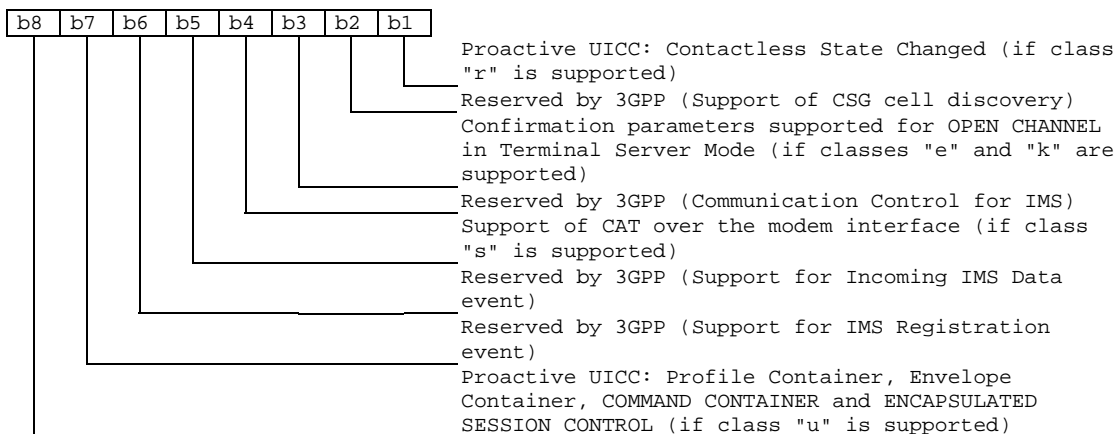 b8 b7 b6 b5 b4 b3 b2 b1
Proactive UICC: Contactless State Changed (if class
"r" is supported)
Reserved by 3GPP (Support of CSG cell discovery)
Confirmation parameters supported for OPEN CHANNEL
in Terminal Server Mode (if classes "e" and "k" are
supported)
Reserved by 3GPP (Communication Control for IMS)
Support of CAT over the modem interface (if class
"s" is supported)
Reserved by 3GPP (Support for Incoming IMS Data
event)
Reserved by 3GPP (Support for IMS Registration
event)
Proactive UICC: Profile Container, Envelope
Container, COMMAND CONTAINER and ENCAPSULATED
SESSION CONTROL (if class "u" is supported)